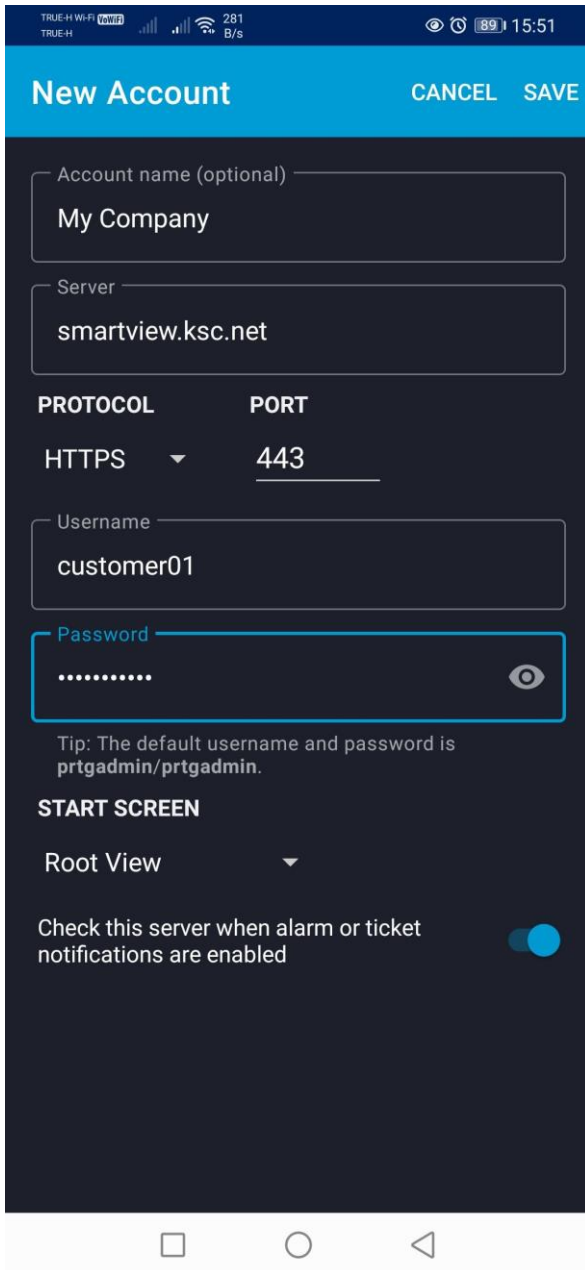 TRUE-H Wi-Fi VoWiFi
TRUE-H
281
B/s
89
15:51
New Account
CANCEL SAVE
Account name (optional)
My Company
Server
smartview.ksc.net
PROTOCOL PORT
HTTPS 443
Username
customer01
Password
•••••••••••
Tip: The default username and password is
prtgadmin/prtgadmin.
START SCREEN
Root View
Check this server when alarm or ticket
notifications are enabled